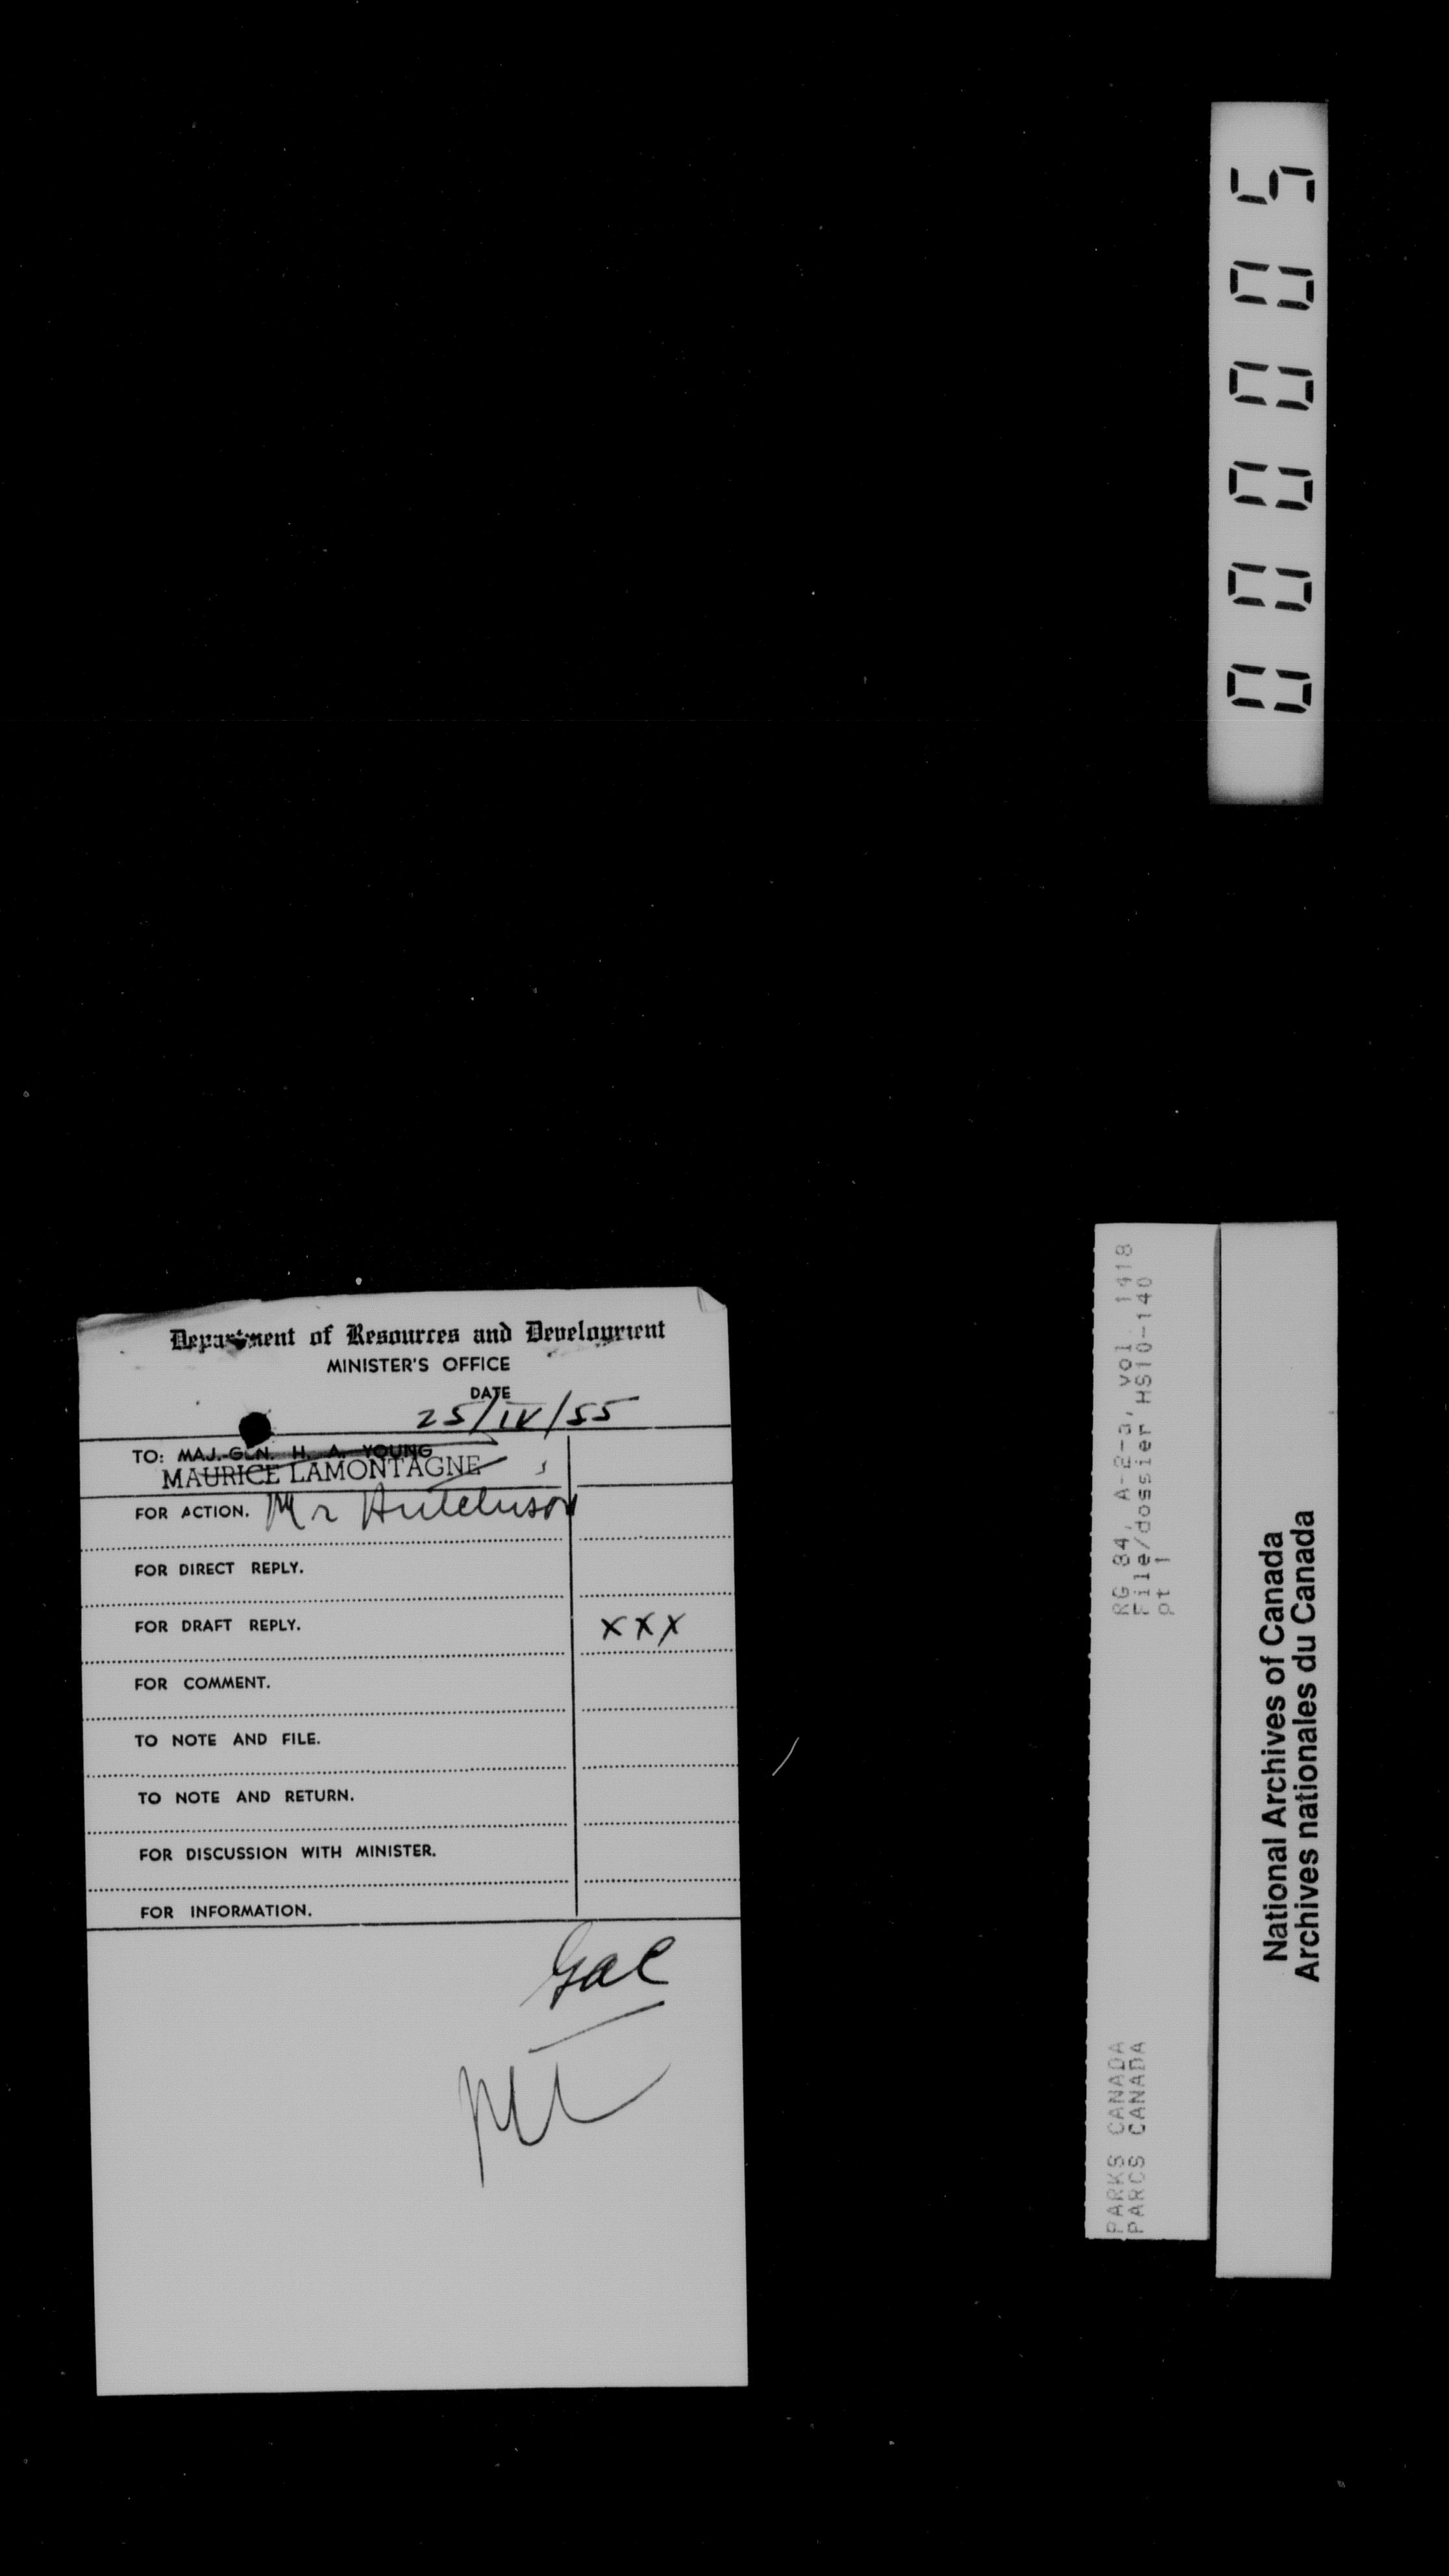 000005
Department of Resources and Development
MINISTER'S OFFICE
DATE
25/IV/55
TO: MAJ.-GEN. H. A. YOUNG
MAURICE LAMONTAGNE
FOR ACTION. Mr Hutchison
FOR DIRECT REPLY.
FOR DRAFT REPLY. XXX
FOR COMMENT.
TO NOTE AND FILE.
TO NOTE AND RETURN.
FOR DISCUSSION WITH MINISTER.
FOR INFORMATION.
ML
PARKS CANADA RG 84, A-2-a, vol 1418
PARCS CANADA File/dossier HS10-140
pt 1
National Archives of Canada
Archives nationales du Canada